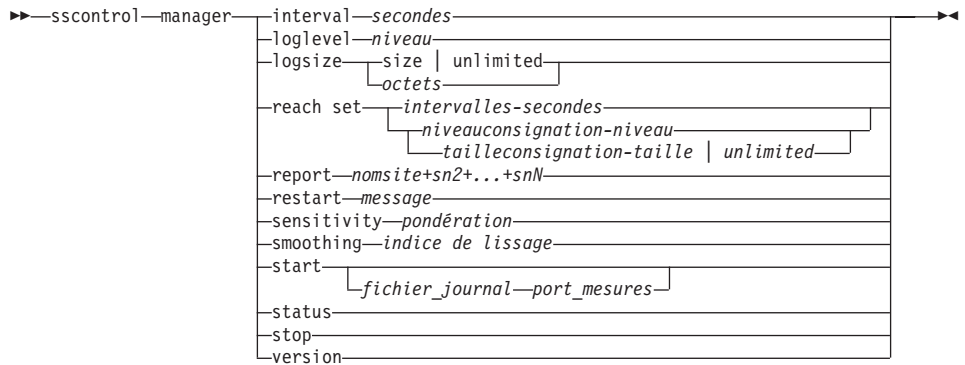 sscontrol manager interval secondes
loglevel niveau
logsize size | unlimited
octets
reach set intervalles-secondes
niveauconsignation-niveau
tailleconsignation-taille | unlimited
report nomsite+sn2+...+snN
restart message
sensitivity pondération
smoothing indice de lissage
start
fichier_journal port_mesures
status
stop
version